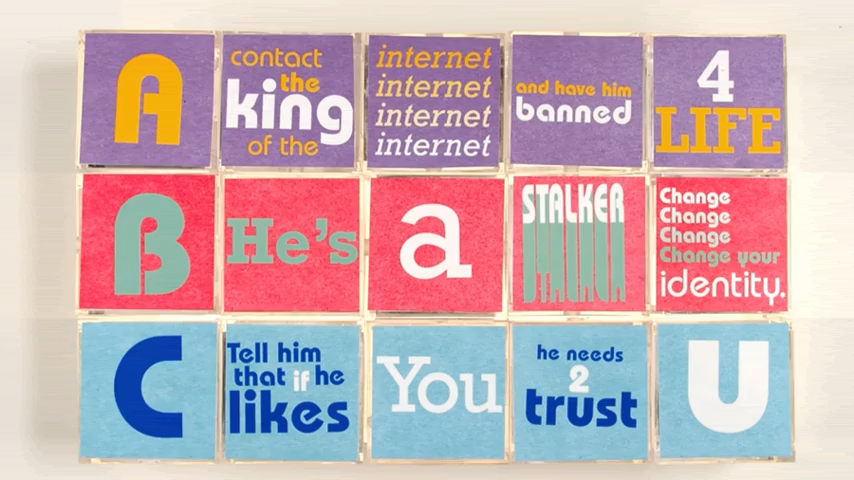 A
contact
the
king
of the
internet
internet
internet
internet
and have him
banned
4
LIFE
B
He's
a
STALKER
Change
Change
Change
Change your
identity.
C
Tell him
that if he
likes
You
he needs
2
trust
U